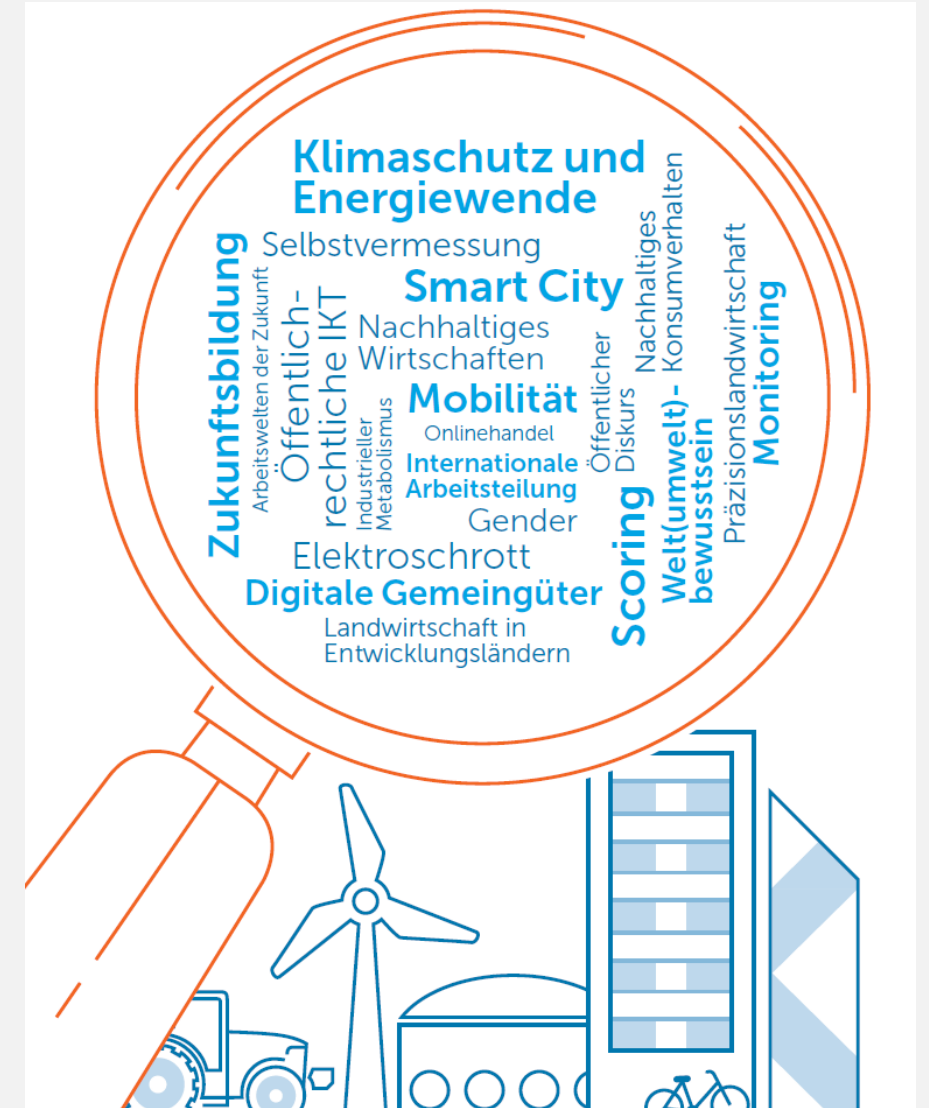 Klimaschutz und
Energiewende
Selbstvermessung
Smart City
Nachhaltiges
Wirtschaften
Mobilität
Onlinehandel
Internationale
Arbeitsteilung
Gender
Elektroschrott
Digitale Gemeingüter
Landwirtschaft in
Entwicklungsländern
Zukunftsbildung
Arbeitswelten der Zukunft
Öffentlich-
rechtliche IKT
Industrieller
Metabolismus
Öffentlicher
Diskurs
Scoring
Nachhaltiges
Konsumverhalten
Welt(umwelt)-
bewusstsein
Präzisionslandwirtschaft
Monitoring